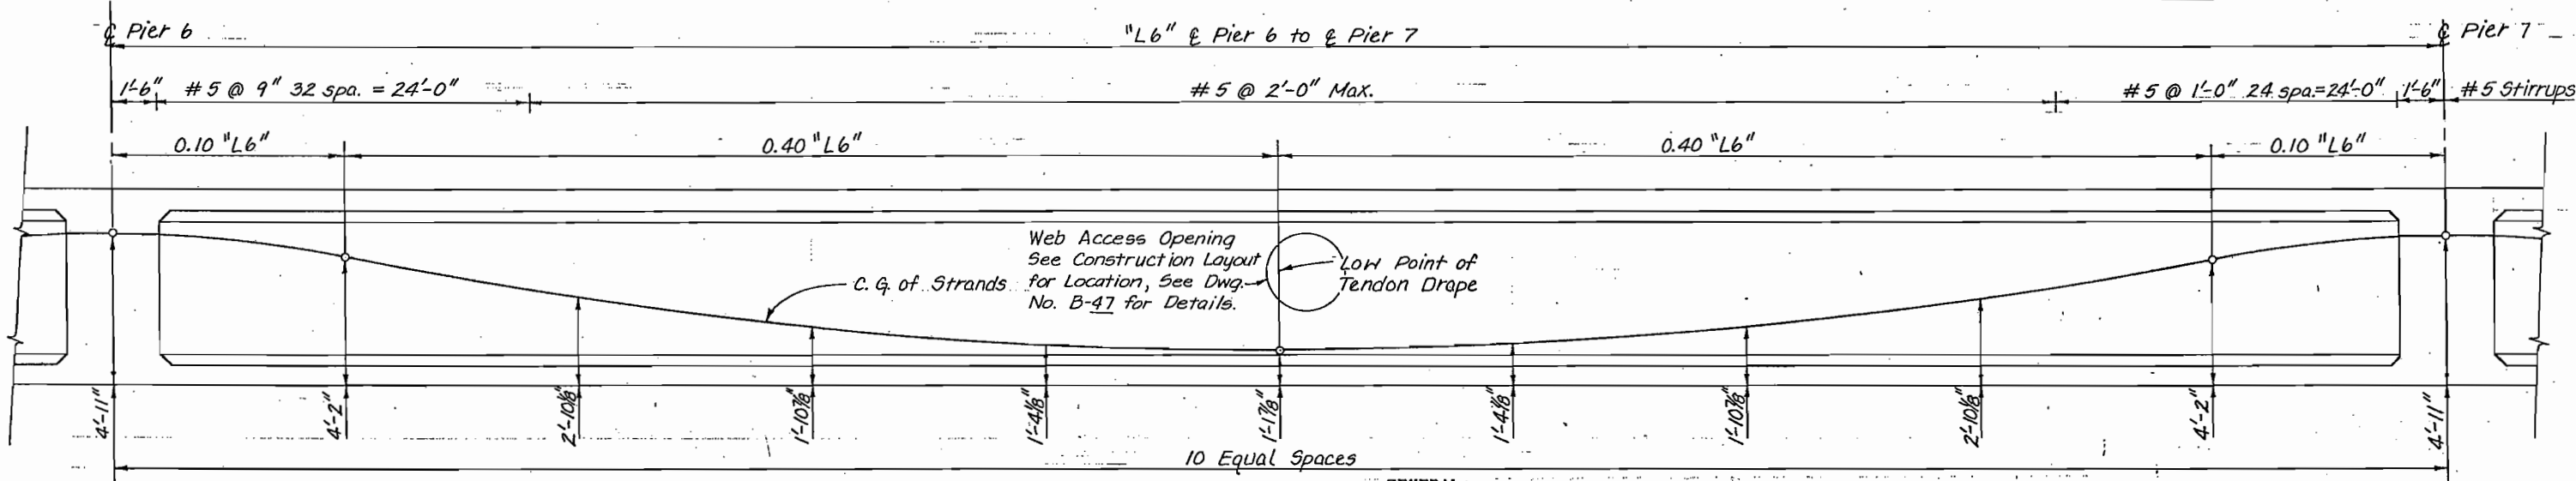 ℄ Pier 6
"L6" ℄ Pier 6 to ℄ Pier 7
℄ Pier 7
1'-6"
#5 @ 9" 32 spa. = 24'-0"
#5 @ 2'-0" Max.
#5 @ 1'-0" 24 spa.=24'-0"
1'-6"
#5 Stirrups
0.10 "L6"
0.40 "L6"
0.40 "L6"
0.10 "L6"
Web Access Opening
See Construction Layout
for Location, See Dwg.
No. B-47 for Details.
C.G. of Strands
Low Point of
Tendon Drape
4'-11"
4'-2"
2'-10⅛"
1'-10⅞"
1'-4⅛"
1'-1⅞"
1'-4⅛"
1'-10⅞"
2'-10⅛"
4'-2"
4'-11"
10 Equal Spaces